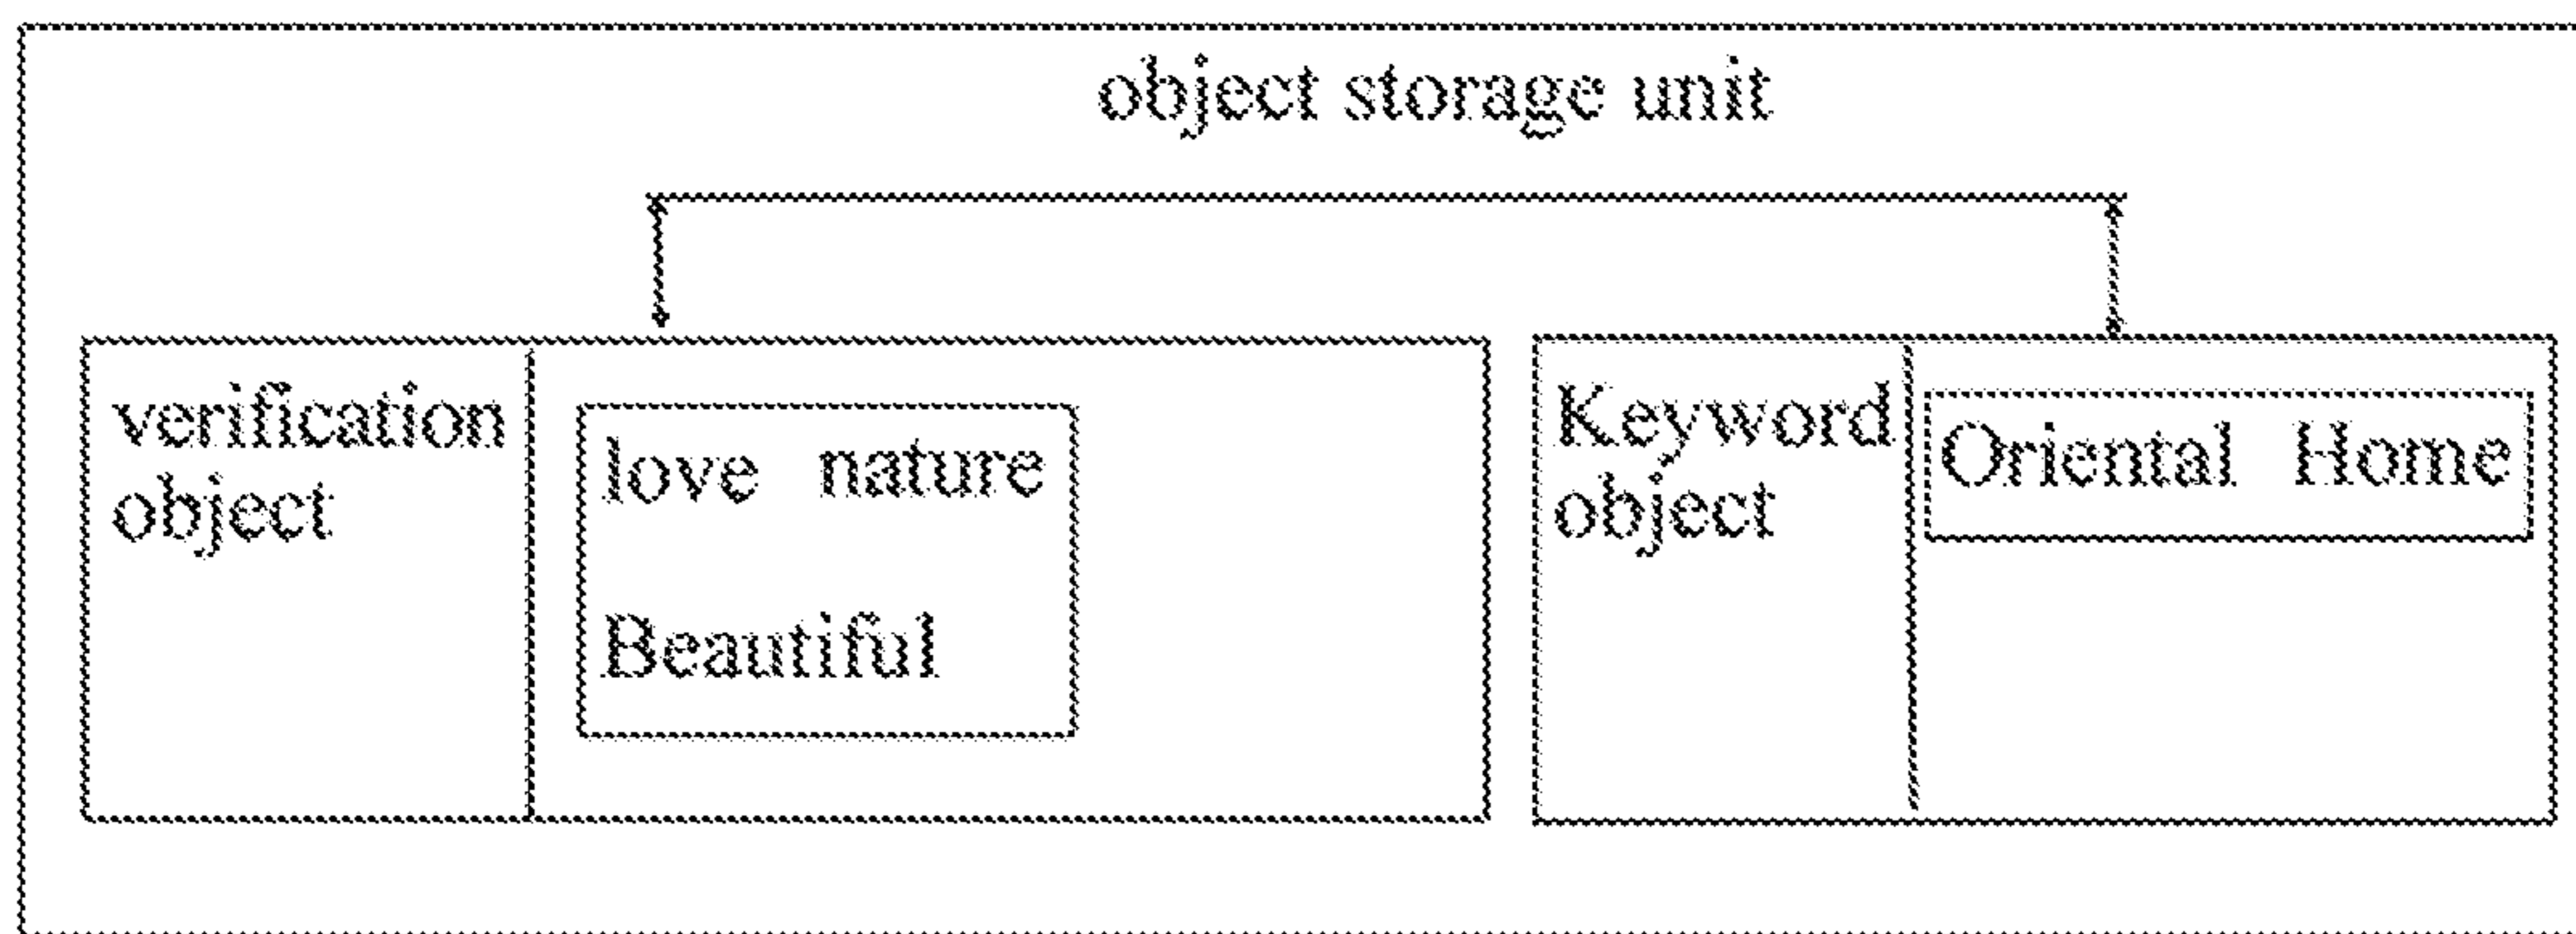 object storage unit
verification
object
love nature
Beautiful
Keyword
object
Oriental Home